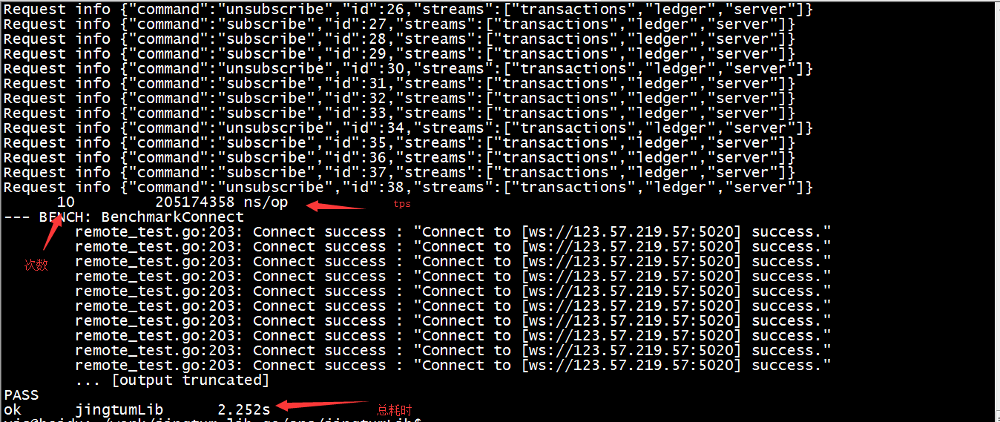 Request info {"command":"unsubscribe","id":26,"streams":["transactions","ledger","server"]}
Request info {"command":"subscribe","id":27,"streams":["transactions","ledger","server"]}
Request info {"command":"subscribe","id":28,"streams":["transactions","ledger","server"]}
Request info {"command":"subscribe","id":29,"streams":["transactions","ledger","server"]}
Request info {"command":"unsubscribe","id":30,"streams":["transactions","ledger","server"]}
Request info {"command":"subscribe","id":31,"streams":["transactions","ledger","server"]}
Request info {"command":"subscribe","id":32,"streams":["transactions","ledger","server"]}
Request info {"command":"subscribe","id":33,"streams":["transactions","ledger","server"]}
Request info {"command":"unsubscribe","id":34,"streams":["transactions","ledger","server"]}
Request info {"command":"subscribe","id":35,"streams":["transactions","ledger","server"]}
Request info {"command":"subscribe","id":36,"streams":["transactions","ledger","server"]}
Request info {"command":"subscribe","id":37,"streams":["transactions","ledger","server"]}
Request info {"command":"unsubscribe","id":38,"streams":["transactions","ledger","server"]}
10 205174358 ns/op tps
--- BENCH: BenchmarkConnect
remote_test.go:203: Connect success : "Connect to [ws://123.57.219.57:5020] success."
remote_test.go:203: Connect success : "Connect to [ws://123.57.219.57:5020] success."
remote_test.go:203: Connect success : "Connect to [ws://123.57.219.57:5020] success."
次数
remote_test.go:203: Connect success : "Connect to [ws://123.57.219.57:5020] success."
remote_test.go:203: Connect success : "Connect to [ws://123.57.219.57:5020] success."
remote_test.go:203: Connect success : "Connect to [ws://123.57.219.57:5020] success."
remote_test.go:203: Connect success : "Connect to [ws://123.57.219.57:5020] success."
remote_test.go:203: Connect success : "Connect to [ws://123.57.219.57:5020] success."
remote_test.go:203: Connect success : "Connect to [ws://123.57.219.57:5020] success."
remote_test.go:203: Connect success : "Connect to [ws://123.57.219.57:5020] success."
... [output truncated]
PASS
ok jingtumLib 2.252s 总耗时